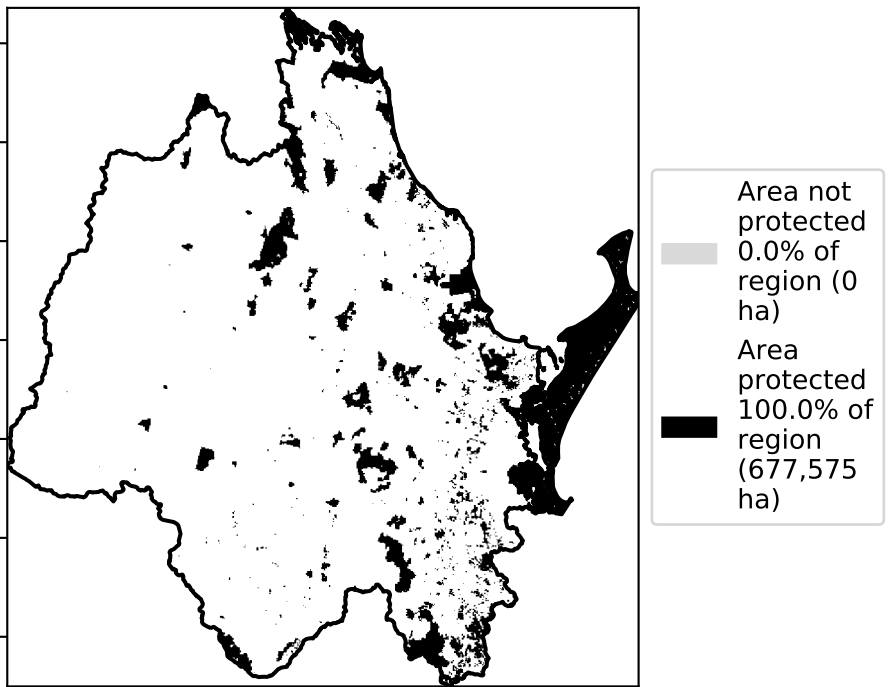 Area not
protected
0.0% of
region (0
ha)
Area
protected
100.0% of
region
(677,575
ha)